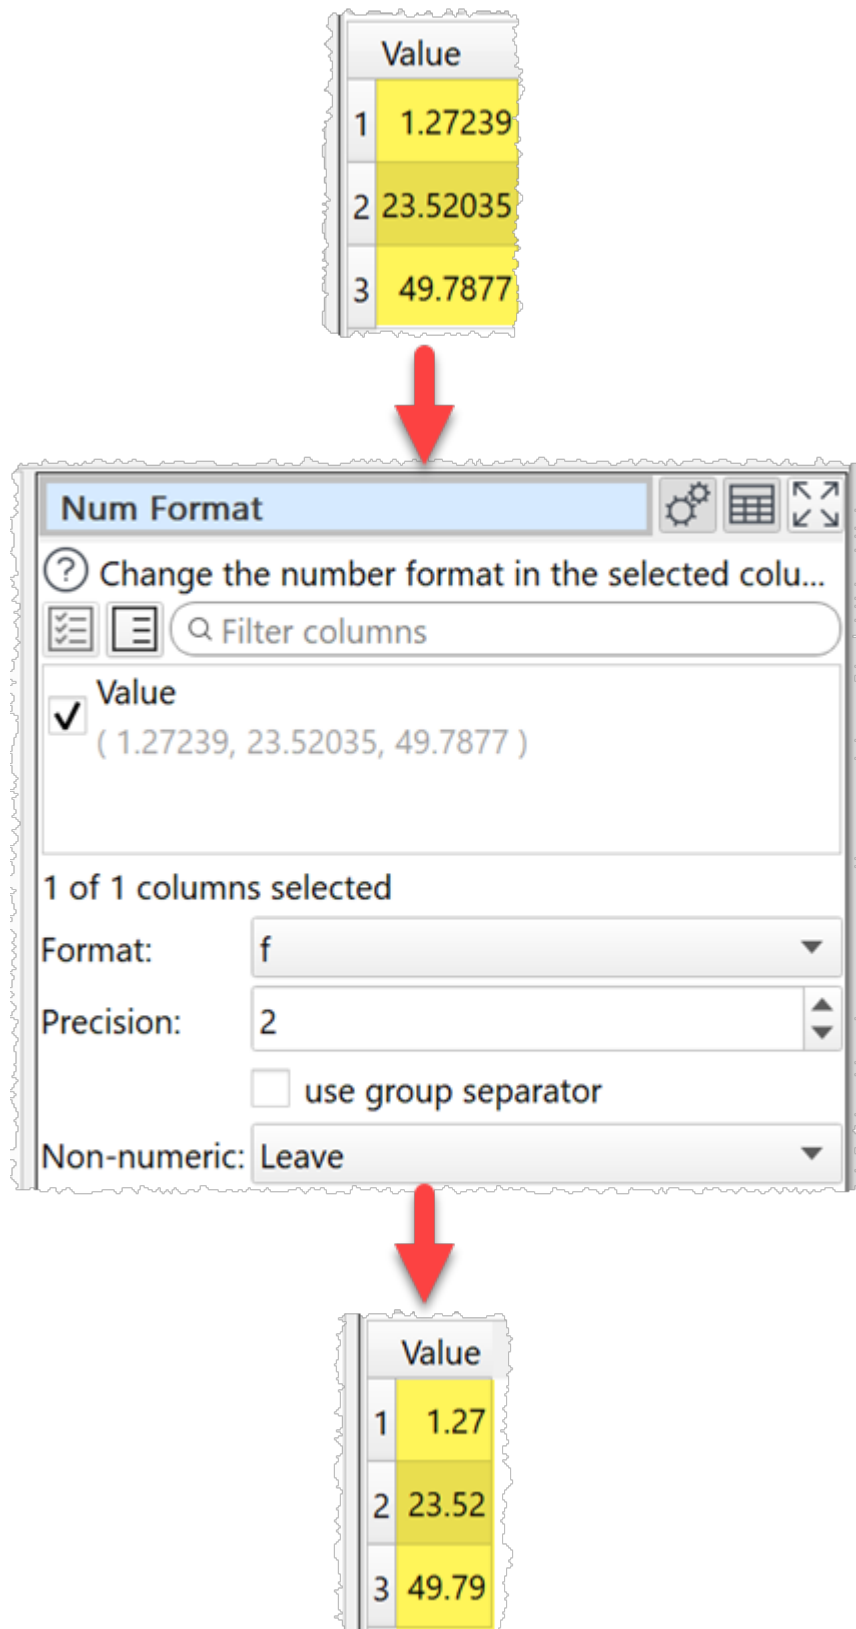 Value
1 1.27239
2 23.52035
3 49.7877
Num Format
? Change the number format in the selected colu...
Filter columns
Value
( 1.27239, 23.52035, 49.7877 )
1 of 1 columns selected
Format: f
Precision: 2
use group separator
Non-numeric: Leave
Value
1 1.27
2 23.52
3 49.79